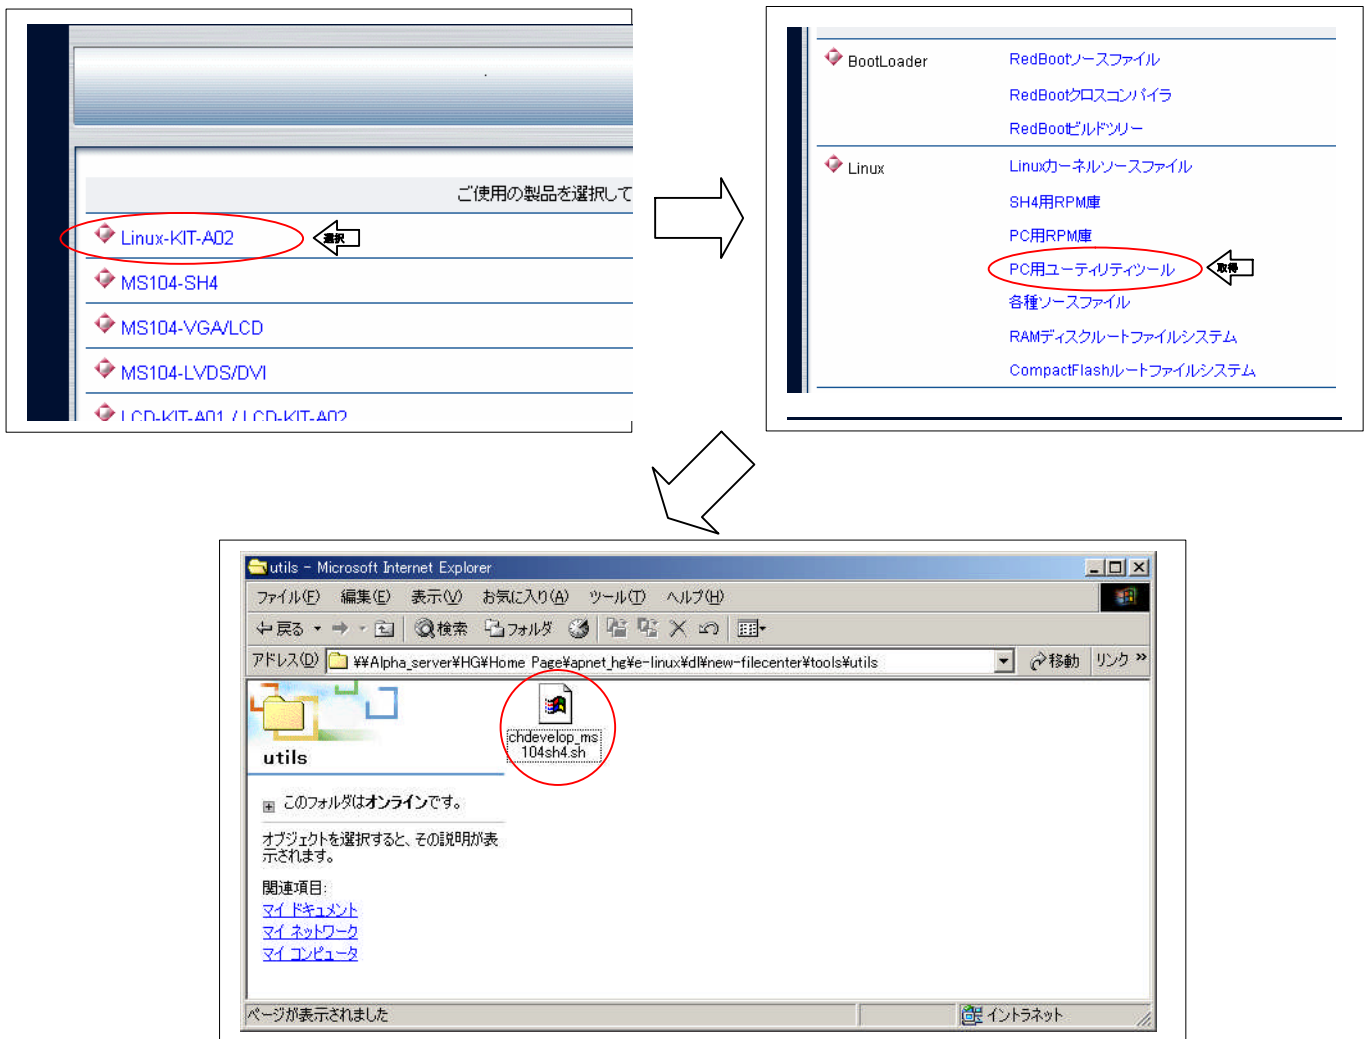 ご使用の製品を選択して
Linux-KIT-A02
選択
MS104-SH4
MS104-VGA/LCD
MS104-LVDS/DVI
LCD-KIT-A01 / LCD-KIT-A02
BootLoader
RedBootソースファイル
RedBootクロスコンパイラ
RedBootビルドツリー
Linux
Linuxカーネルソースファイル
SH4用RPM庫
PC用RPM庫
PC用ユーティリティツール
取得
各種ソースファイル
RAMディスクルートファイルシステム
CompactFlashルートファイルシステム
utils - Microsoft Internet Explorer
ファイル(F) 編集(E) 表示(V) お気に入り(A) ツール(T) ヘルプ(H)
戻る 検索 フォルダ
アドレス(D) ¥¥Alpha_server¥HG¥Home Page¥apnet_hg¥e-linux¥dl¥new-filecenter¥tools¥utils 移動 リンク »
chdevelop_ms
104sh4.sh
utils
このフォルダはオンラインです。
オブジェクトを選択すると、その説明が表
示されます。
関連項目:
マイ ドキュメント
マイ ネットワーク
マイ コンピュータ
ページが表示されました イントラネット